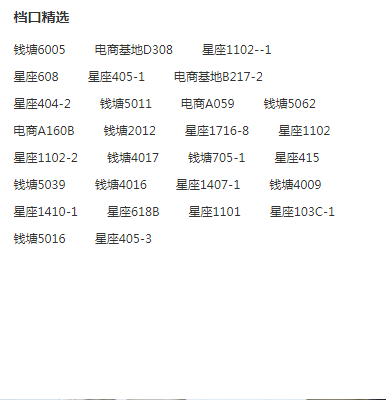 档口精选
钱塘6005 电商基地D308 星座1102--1
星座608 星座405-1 电商基地B217-2
星座404-2 钱塘5011 电商A059 钱塘5062
电商A160B 钱塘2012 星座1716-8 星座1102
星座1102-2 钱塘4017 钱塘705-1 星座415
钱塘5039 钱塘4016 星座1407-1 钱塘4009
星座1410-1 星座618B 星座1101 星座103C-1
钱塘5016 星座405-3